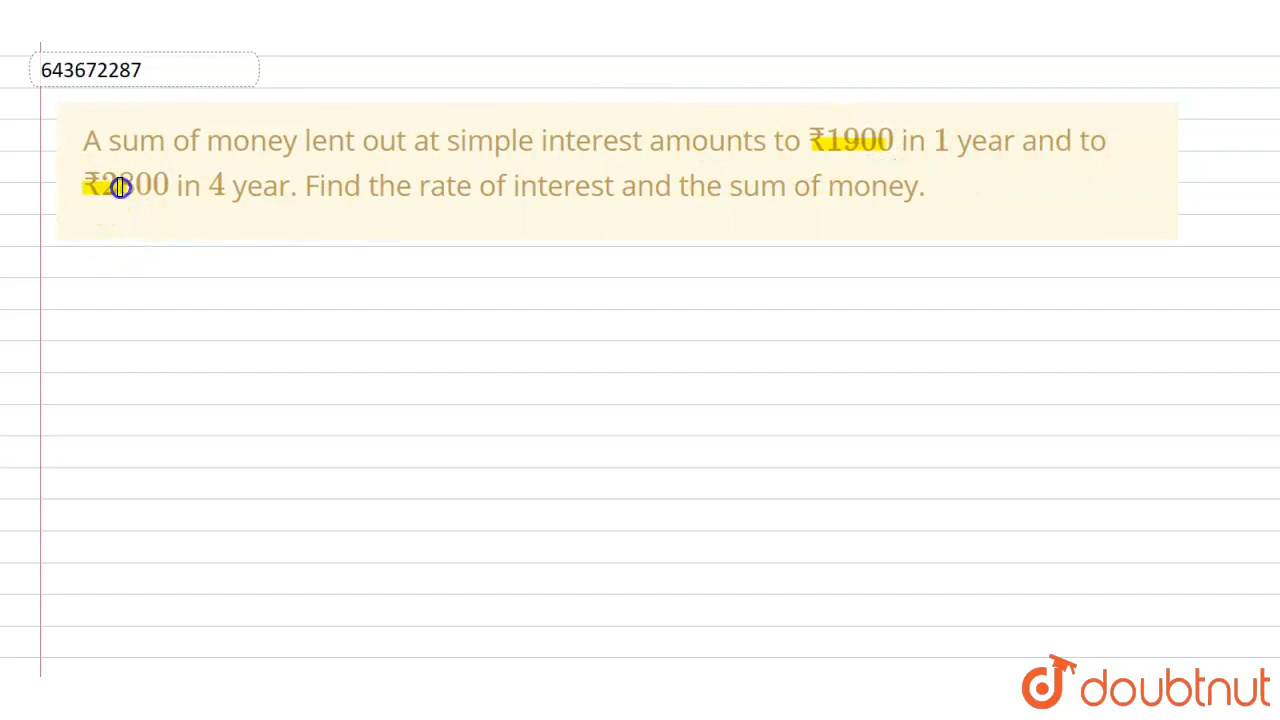 643672287
A sum of money lent out at simple interest amounts to ₹1900 in 1 year and to
in 4 year. Find the rate of interest and the sum of money.
doubtnut